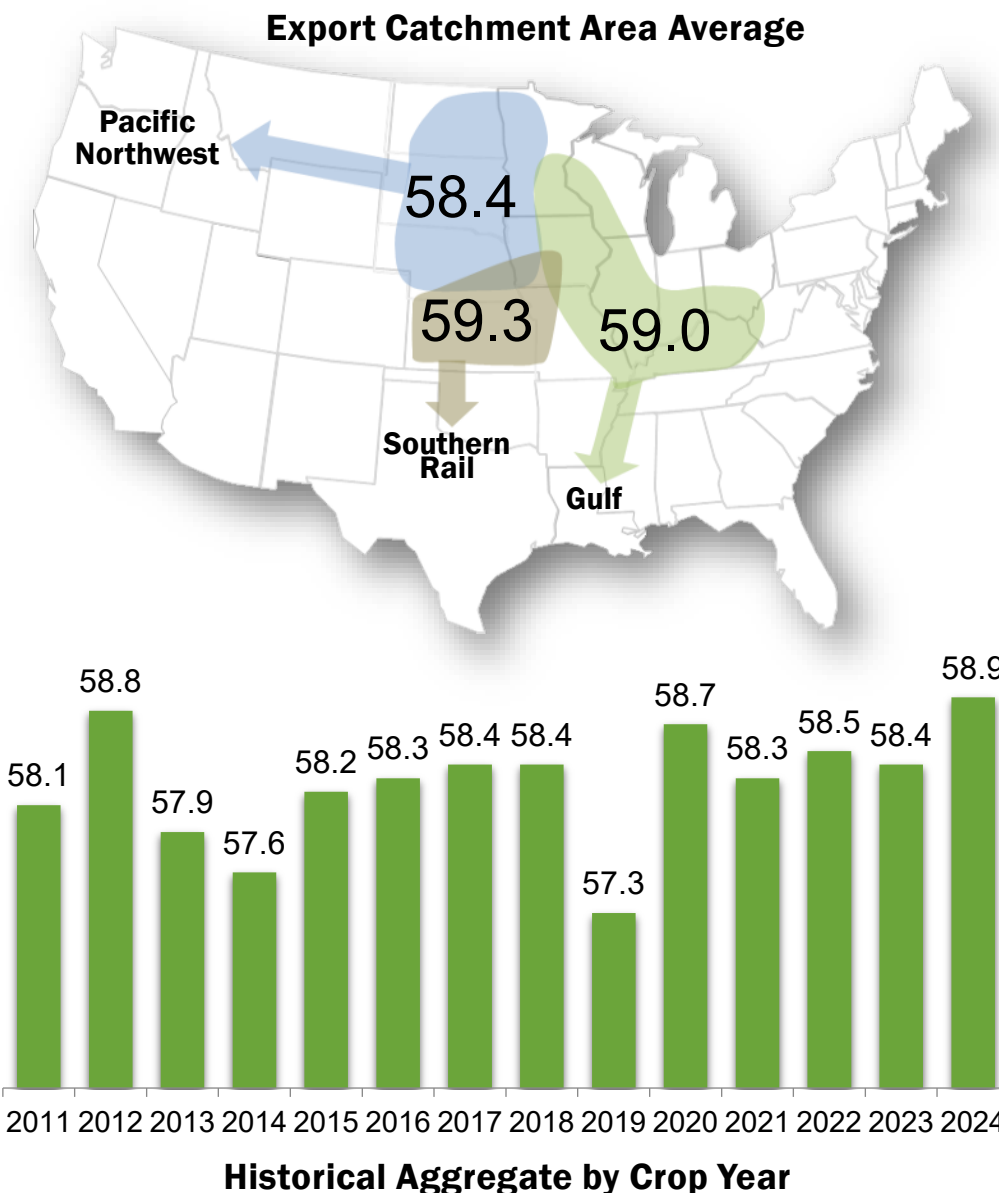 Export Catchment Area Average
Pacific
Northwest
58.4
59.3
59.0
Southern
Rail
Gulf
58.1
58.8
57.9
57.6
58.2
58.3
58.4
58.4
57.3
58.7
58.3
58.5
58.4
58.9
2011 2012 2013 2014 2015 2016 2017 2018 2019 2020 2021 2022 2023 2024
Historical Aggregate by Crop Year